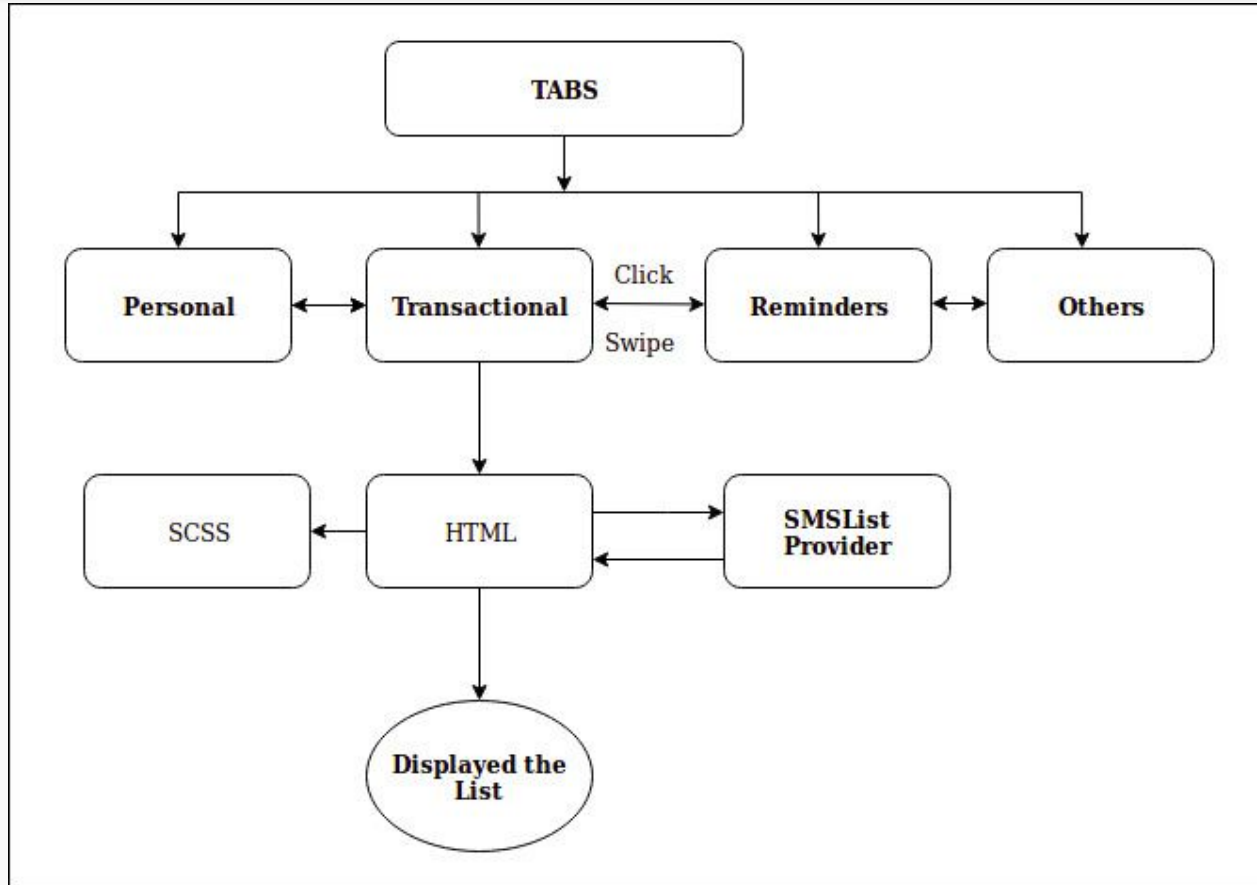 TABS
Personal
Transactional
Click
Swipe
Reminders
Others
SCSS
HTML
SMSList
Provider
Displayed the
List